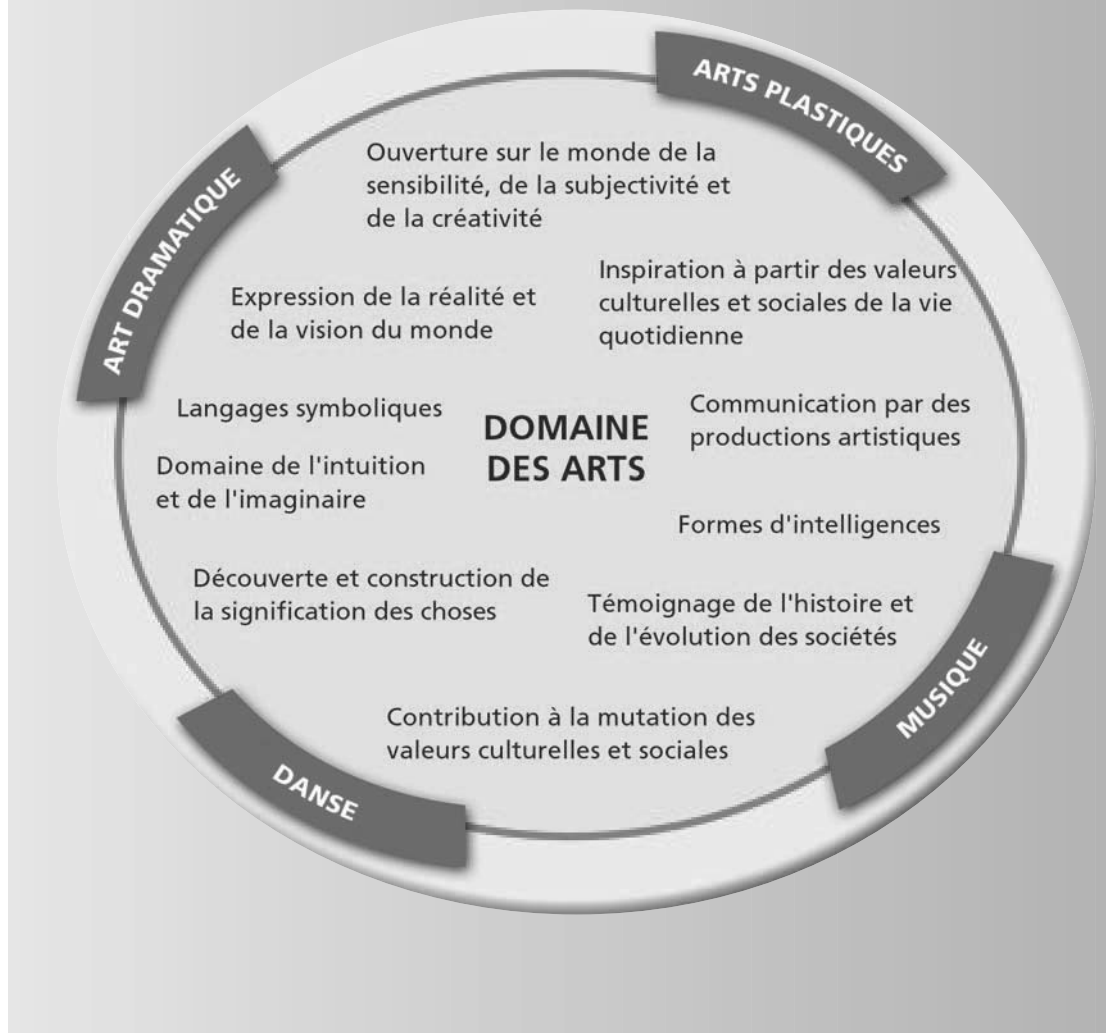 ARTS PLASTIQUES
ART DRAMATIQUE
Ouverture sur le monde de la
sensibilité, de la subjectivité et
de la créativité
Expression de la réalité et
de la vision du monde
Inspiration à partir des valeurs
culturelles et sociales de la vie
quotidienne
Langages symboliques
DOMAINE
DES ARTS
Communication par des
productions artistiques
Domaine de l'intuition
et de l'imaginaire
Formes d'intelligences
Découverte et construction de
la signification des choses
Témoignage de l'histoire et
de l'évolution des sociétés
Contribution à la mutation des
valeurs culturelles et sociales
MUSIQUE
DANSE